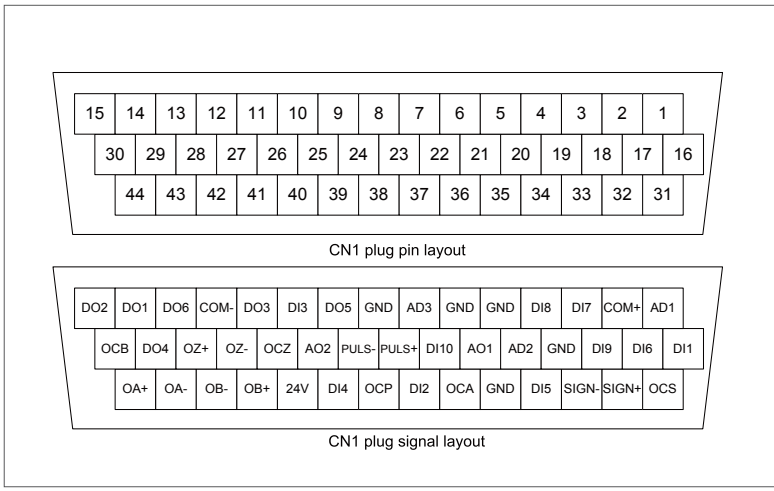 15 14 13 12 11 10 9 8 7 6 5 4 3 2 1
30 29 28 27 26 25 24 23 22 21 20 19 18 17 16
44 43 42 41 40 39 38 37 36 35 34 33 32 31
CN1 plug pin layout
DO2 DO1 DO6 COM- DO3 DI3 DO5 GND AD3 GND GND DI8 DI7 COM+ AD1
OCB DO4 OZ+ OZ- OCZ AO2 PULS- PULS+ DI10 AO1 AD2 GND DI9 DI6 DI1
OA+ OA- OB- OB+ 24V DI4 OCP DI2 OCA GND DI5 SIGN- SIGN+ OCS
CN1 plug signal layout